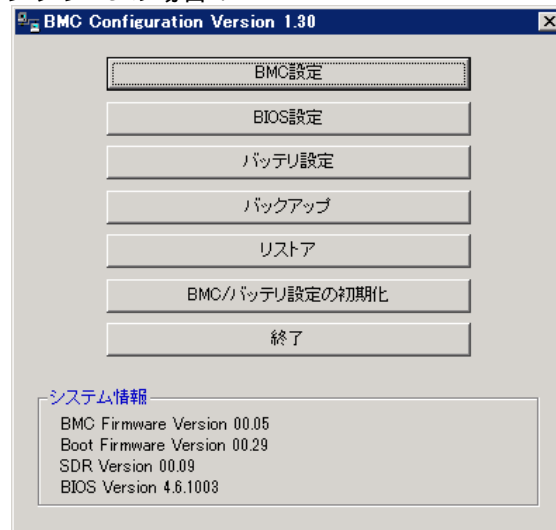 BMC Configuration Version 1.30
BMC設定
BIOS設定
バッテリ設定
バックアップ
リストア
BMC/バッテリ設定の初期化
終了
システム情報
BMC Firmware Version 00.05
Boot Firmware Version 00.29
SDR Version 00.09
BIOS Version 4.6.1003